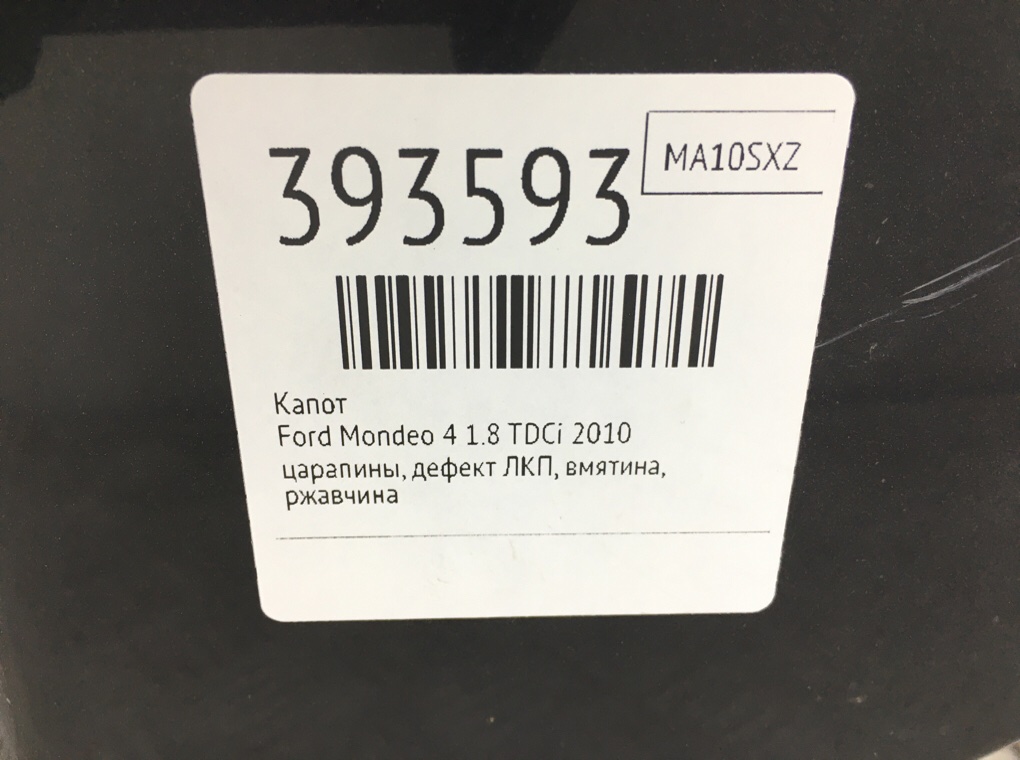 393593
MA10SXZ
Капот
Ford Mondeo 4 1.8 TDCi 2010
царапины, дефект ЛКП, вмятина,
ржавчина